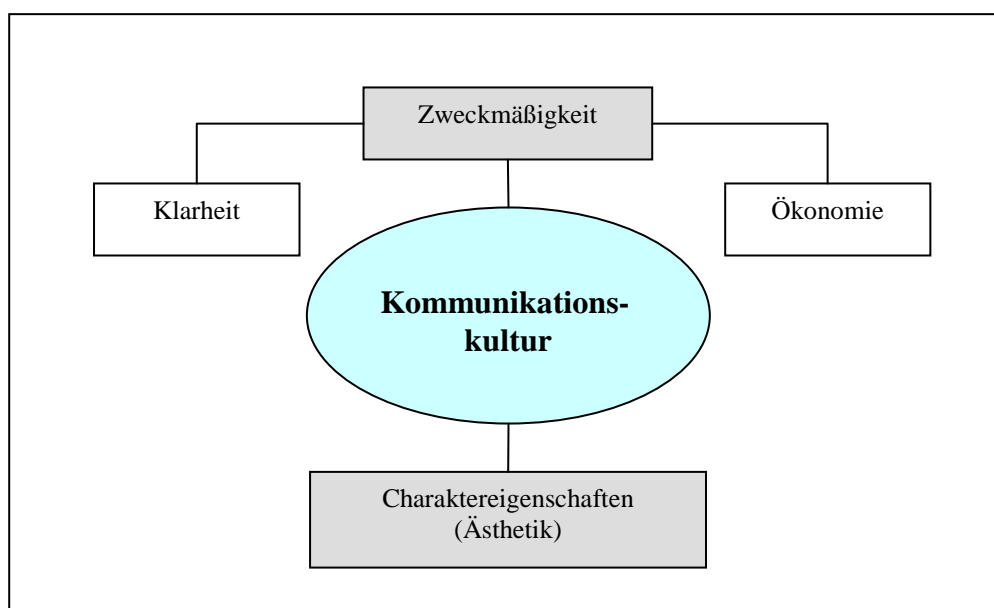 Zweckmäßigkeit
Klarheit
Ökonomie
Kommunikations-
kultur
Charaktereigenschaften
(Ästhetik)